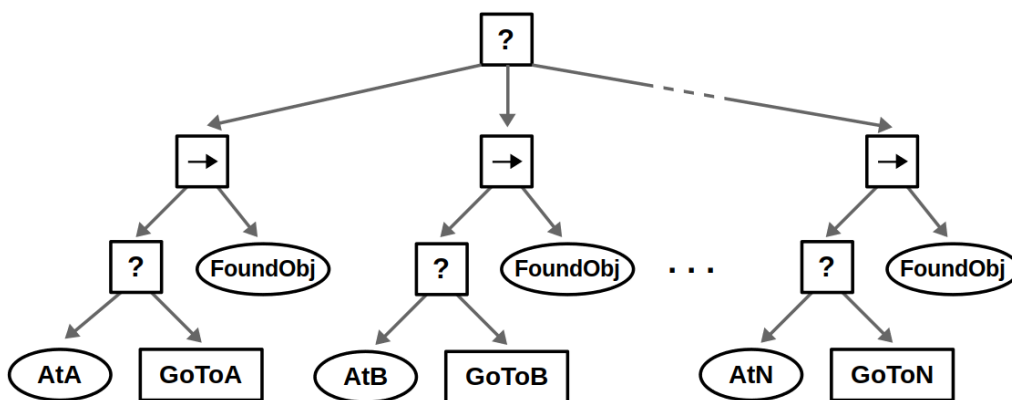 ?
→ → →
? FoundObj ? FoundObj . . . ? FoundObj
AtA GoToA AtB GoToB AtN GoToN